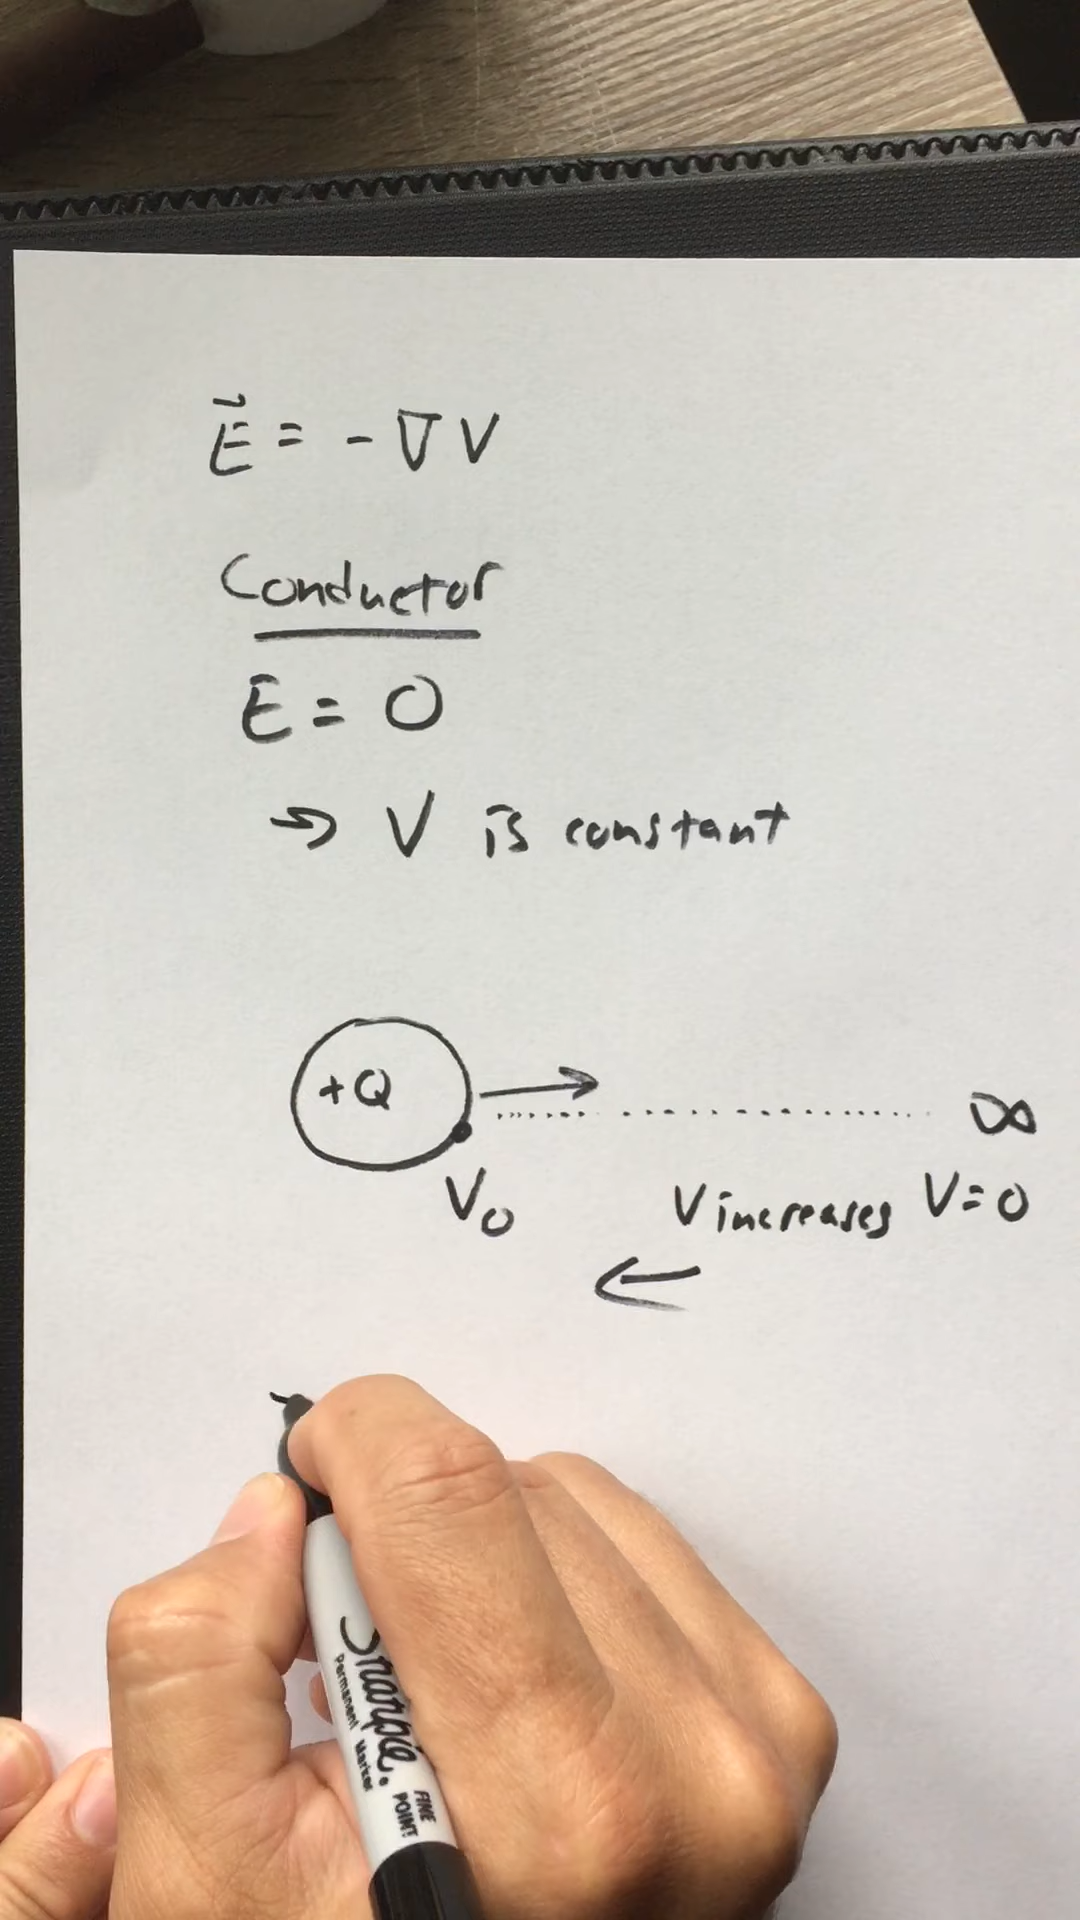 E⃗ = - ∇ V
Conductor
E = 0
→ V is constant
+Q
∞
V₀
V increases V=0
Sharpie.
FINE POINT
Permanent Marker